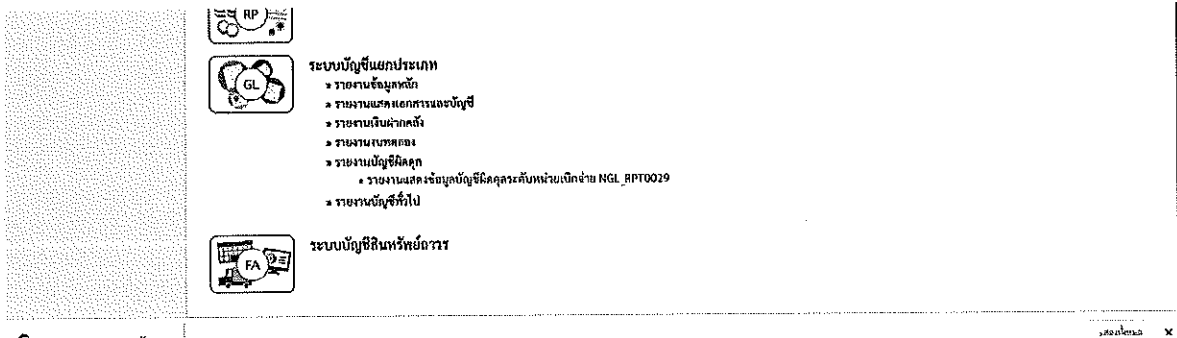 RP
ระบบบัญชีแยกประเภท
GL
» รายงานข้อมูลหลัก
» รายงานแสดงเอกสารและบัญชี
» รายงานเงินฝากคลัง
» รายงานงบทดลอง
» รายงานบัญชีผิดดุล
» รายงานแสดงข้อมูลบัญชีผิดดุลระดับหน่วยเบิกจ่าย NGL_RPT0029
» รายงานบัญชีทั่วไป
ระบบบัญชีสินทรัพย์ถาวร
FA
X